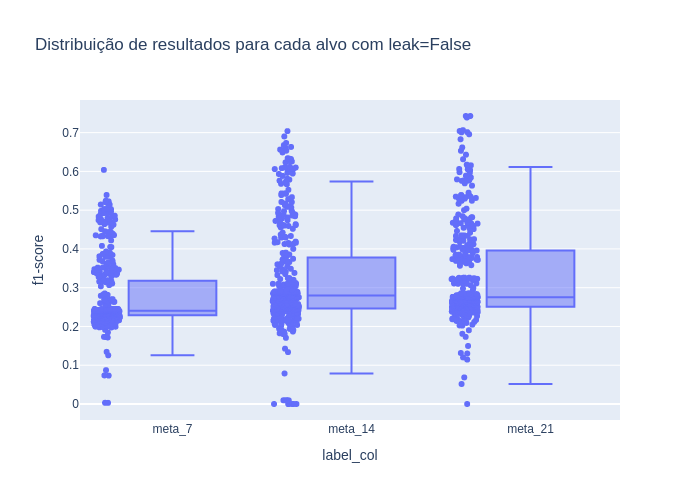 Distribuição de resultados para cada alvo com leak=False
0.7
0.6
0.5
0.4
0.3
0.2
0.1
0
f1-score
meta_7
meta_14
meta_21
label_col